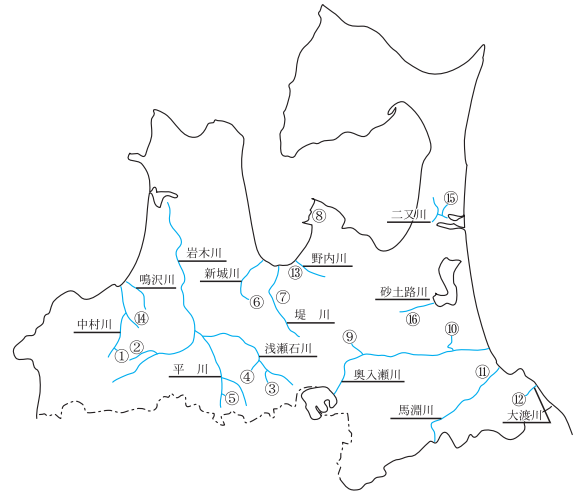 ⑮
二又川
⑧
岩木川
野内川
新城川
⑬
鳴沢川
砂土路川
⑥
⑦
⑭
堤　川
⑯
中村川
⑩
⑨
②
①
浅瀬石川
平　川
④
③
奥入瀬川
⑪
⑤
馬淵川
⑫
大渡川